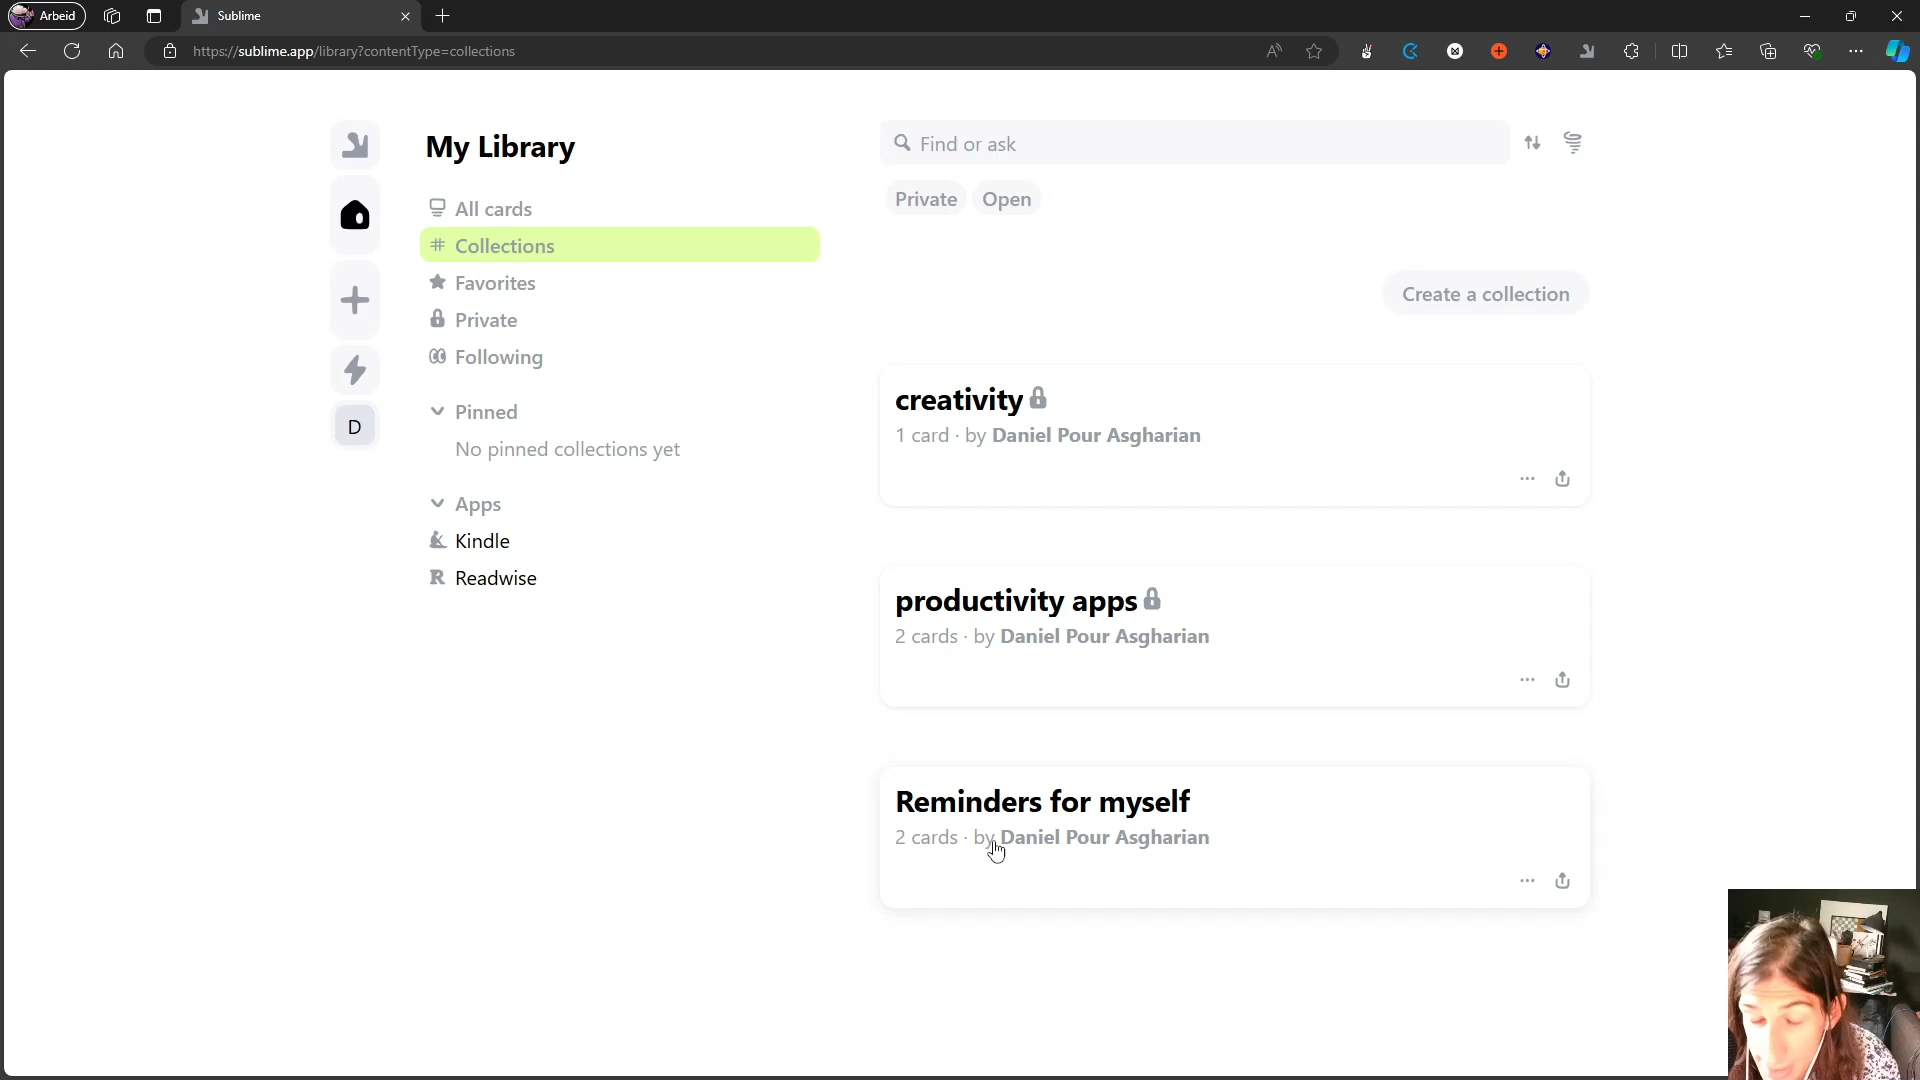 Arbeid
Sublime
https://sublime.app/library?contentType=collections
My Library
Find or ask
Private
Open
All cards
Collections
Favorites
Private
Following
Create a collection
Pinned
No pinned collections yet
Apps
Kindle
Readwise
D
creativity
1 card · by Daniel Pour Asgharian
productivity apps
2 cards · by Daniel Pour Asgharian
Reminders for myself
2 cards · by Daniel Pour Asgharian